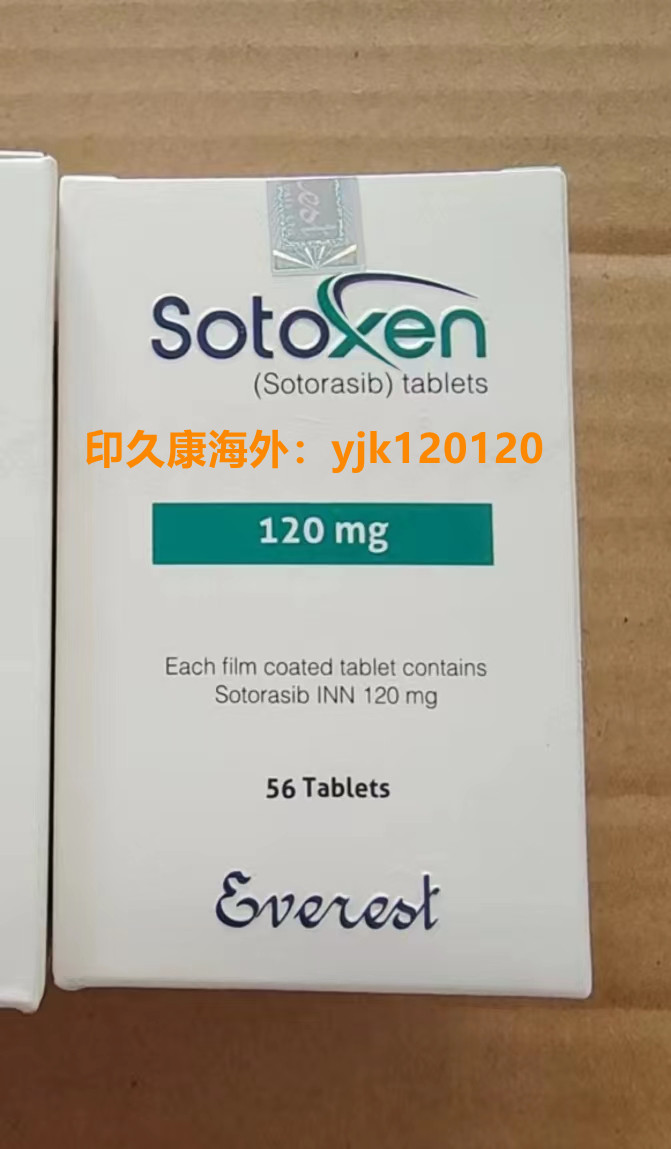 Sotoxen
(Sotorasib) tablets
印久康海外：yjk120120
120 mg
Each film coated tablet contains
Sotorasib INN 120 mg
56 Tablets
Everest